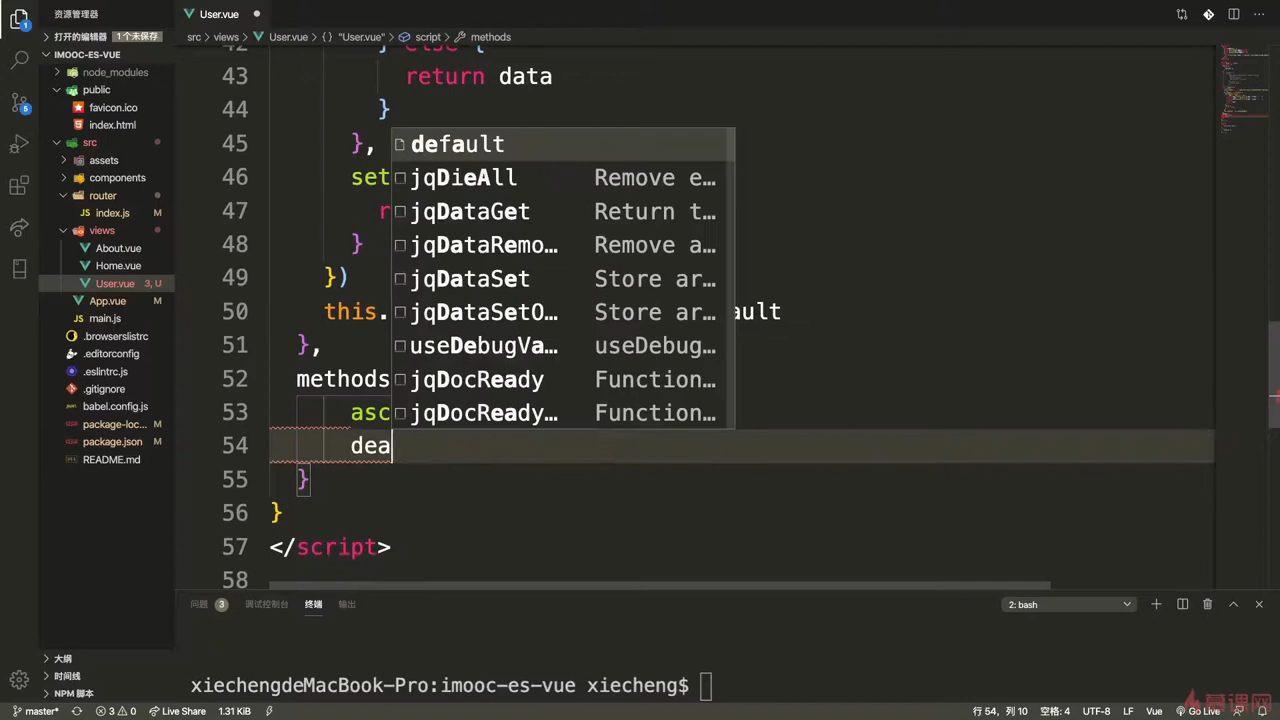 资源管理器
User.vue
打开的编辑器 1个未保存
src views User.vue {} "User.vue" script methods
IMOOC-ES-VUE
node_modules
public
favicon.ico
index.html
src
assets
components
router
JS index.js M
views
About.vue
Home.vue
User.vue 3, U
App.vue M
JS main.js
.browserslistrc
.editorconfig
.eslintrc.js
.gitignore
babel.config.js
package-loc... M
package.json M
README.md
大纲
时间线
NPM 脚本
42 } else {
43 return data
44 }
45 },
46 set
47 r
48 }
49 })
50 this. ault
51 },
52 methods
53 asc
54 dea
55 }
56 }
57 </script>
58
default
jqDieAll Remove e...
jqDataGet Return t...
jqDataRemo... Remove a...
jqDataSet Store ar...
jqDataSetO... Store ar...
useDebugVa... useDebug...
jqDocReady Function...
jqDocReady... Function...
问题 3 调试控制台 终端 输出 2: bash
xiechengdeMacBook-Pro:imooc-es-vue xiecheng$
master* 3 0 Live Share 1.31 KiB 行 54, 列 10 空格: 4 UTF-8 LF Vue Go Live
慕课网